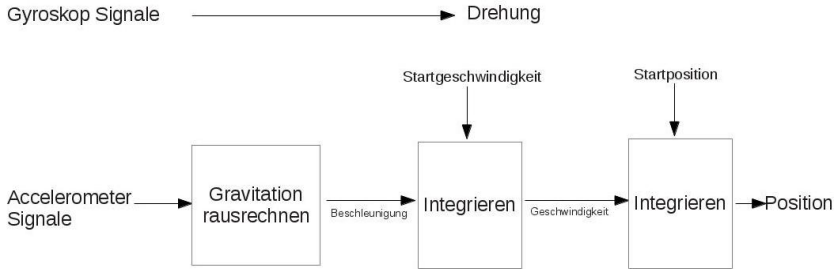 Gyroskop Signale
Drehung
Startgeschwindigkeit
Startposition
Accelerometer
Signale
Gravitation
rausrechnen
Beschleunigung
Integrieren
Geschwindigkeit
Integrieren
Position